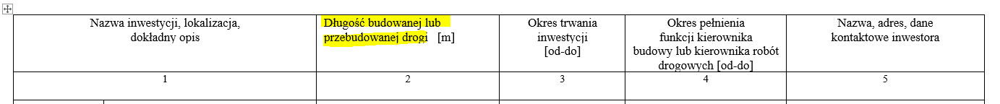 Nazwa inwestycji, lokalizacja,
dokładny opis
Długość budowanej lub
przebudowanej drogi [m]
Okres trwania
inwestycji
[od-do]
Okres pełnienia
funkcji kierownika
budowy lub kierownika robót
drogowych [od-do]
Nazwa, adres, dane
kontaktowe inwestora
1
2
3
4
5